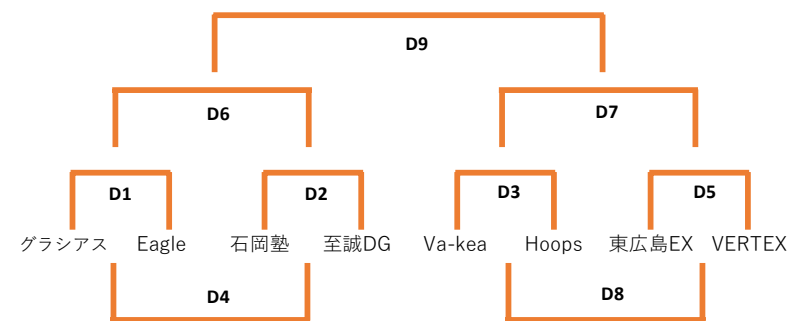 D9
D6
D7
D1
D2
D3
D5
グラシアス
Eagle
石岡塾
至誠DG
Va-kea
Hoops
東広島EX
VERTEX
D4
D8